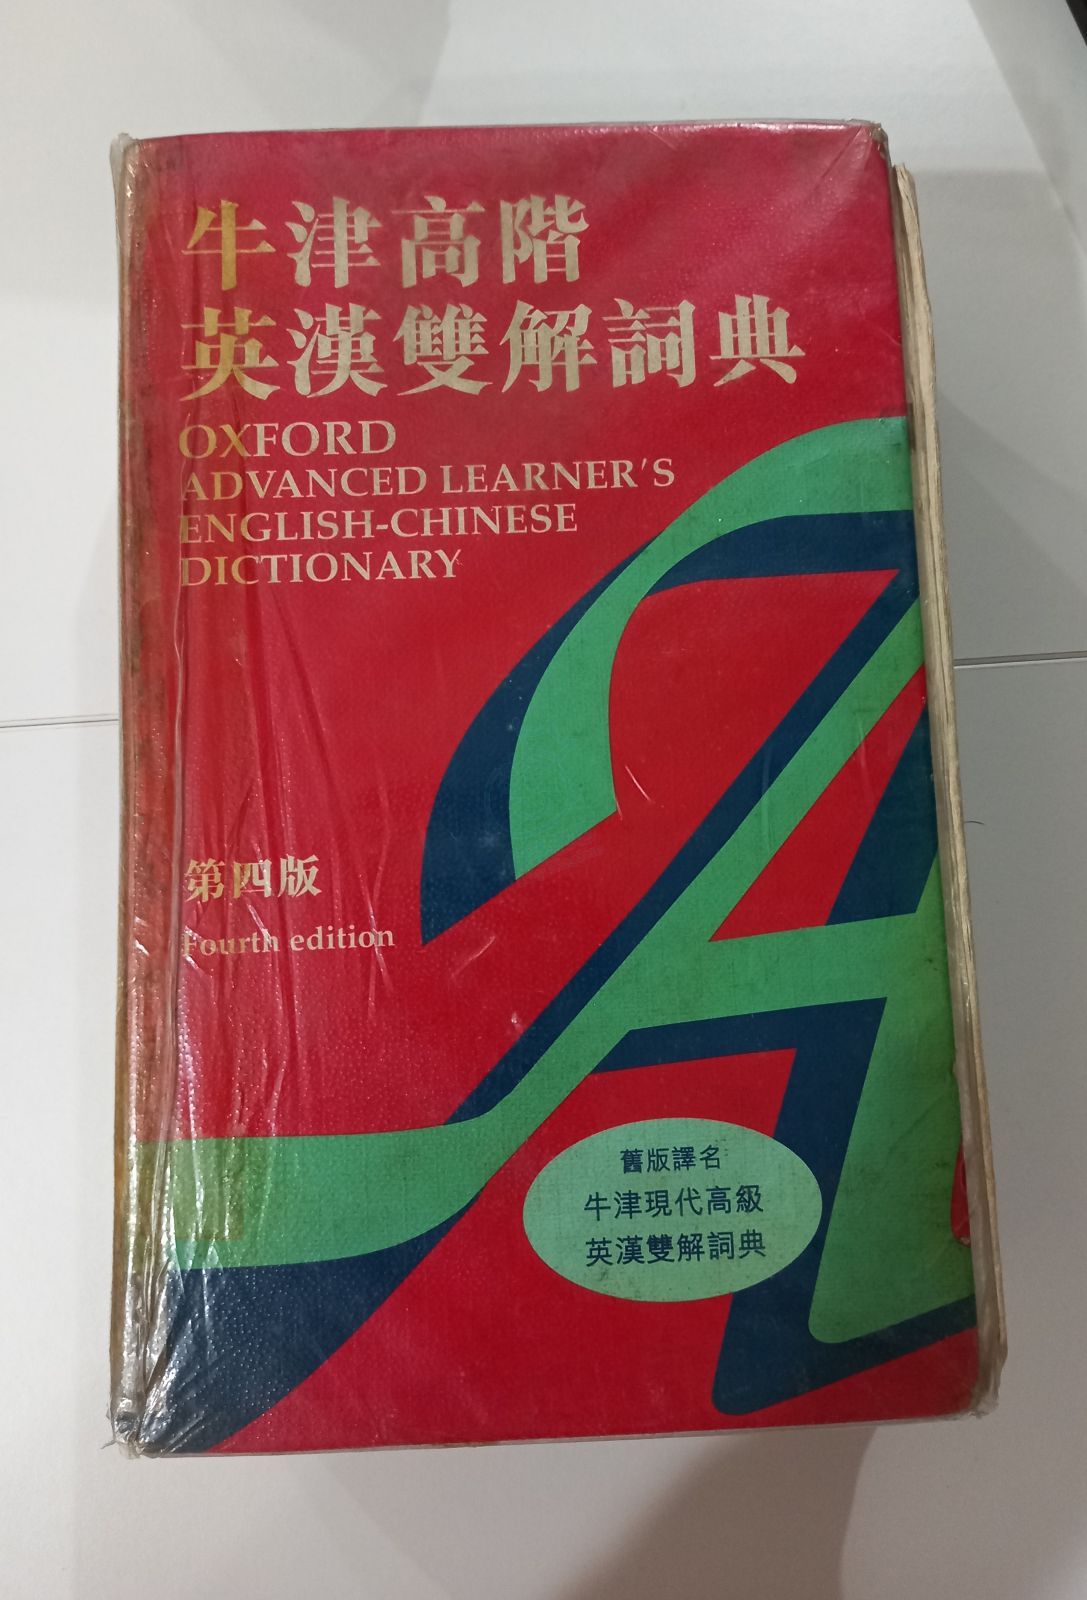 牛津高階
英漢雙解詞典
OXFORD
ADVANCED LEARNER'S
ENGLISH-CHINESE
DICTIONARY
第四版
Fourth edition
舊版譯名
牛津現代高級
英漢雙解詞典